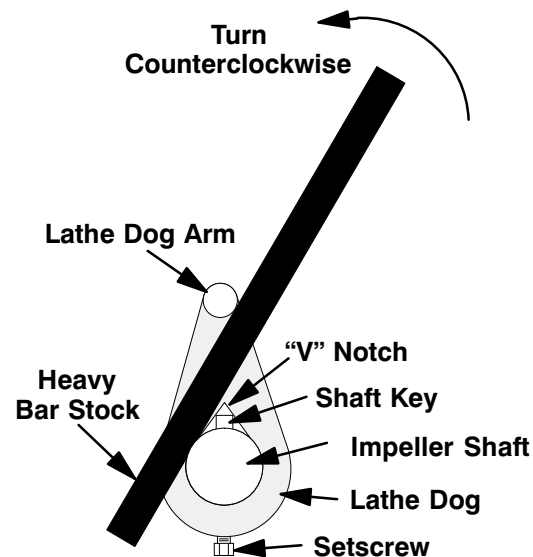 Turn
Counterclockwise
Lathe Dog Arm
“V” Notch
Heavy
Bar Stock
Shaft Key
Impeller Shaft
Lathe Dog
Setscrew